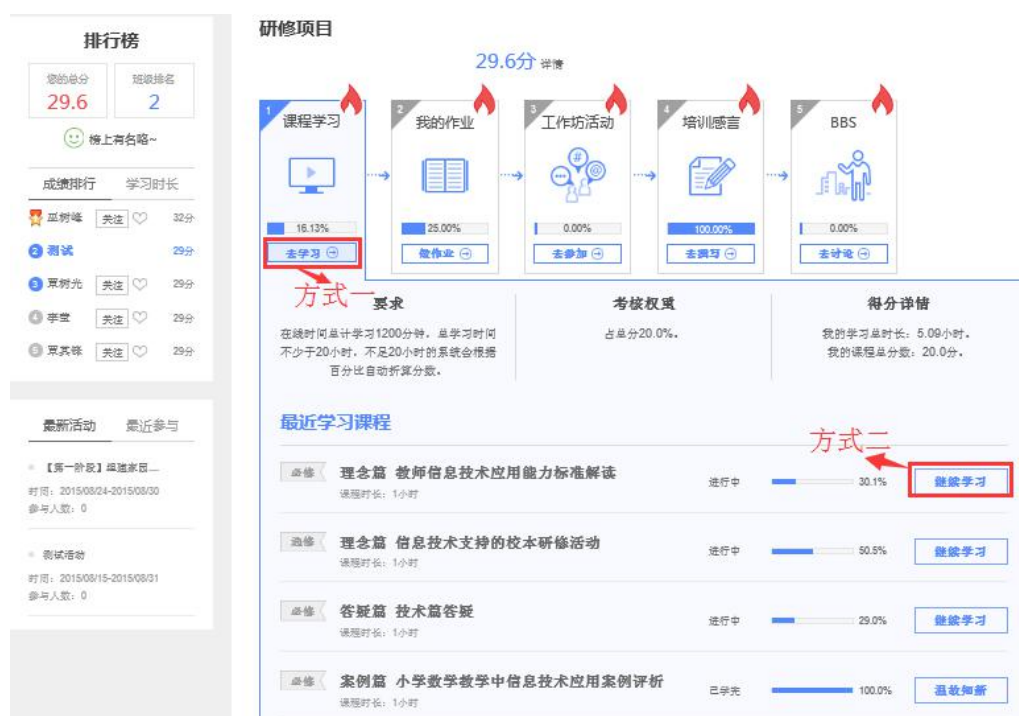 排行榜
您的总分
班级排名
29.6
2
榜上有名咯~
成绩排行
学习时长
巫树峰 关注 32分
2 测试 29分
3 覃树光 关注 29分
4 李莹 关注 29分
5 关注 29分
最新活动
最近参与
【第一阶段】
时间：2015/08/24-2015/08/30
参与人数：0
测试活动
时间：2015/08/15-2015/08/31
参与人数：0
研修项目
29.6分 详情
1
课程学习
16.13%
去学习
2
我的作业
25.00%
做作业
3
工作坊活动
0.00%
去参加
4
培训感言
100.00%
去撰写
5
BBS
0.00%
去讨论
方式一
要求
在线时间总计学习1200分钟，总学习时间
不少于20小时，不足20小时的系统会根据
百分比自动折算分数。
考核权重
占总分20.0%。
得分详情
我的学习总时长：5.09小时。
我的课程总分数：20.0分。
最近学习课程
方式二
必修 理念篇 教师信息技术应用能力标准解读
课程时长：1小时
进行中 30.1% 继续学习
选修 理念篇 信息技术支持的校本研修活动
课程时长：1小时
进行中 50.5% 继续学习
必修 答疑篇 技术篇答疑
课程时长：1小时
进行中 29.0% 继续学习
必修 案例篇 小学数学教学中信息技术应用案例评析
课程时长：1小时
已学完 100.0% 温故知新